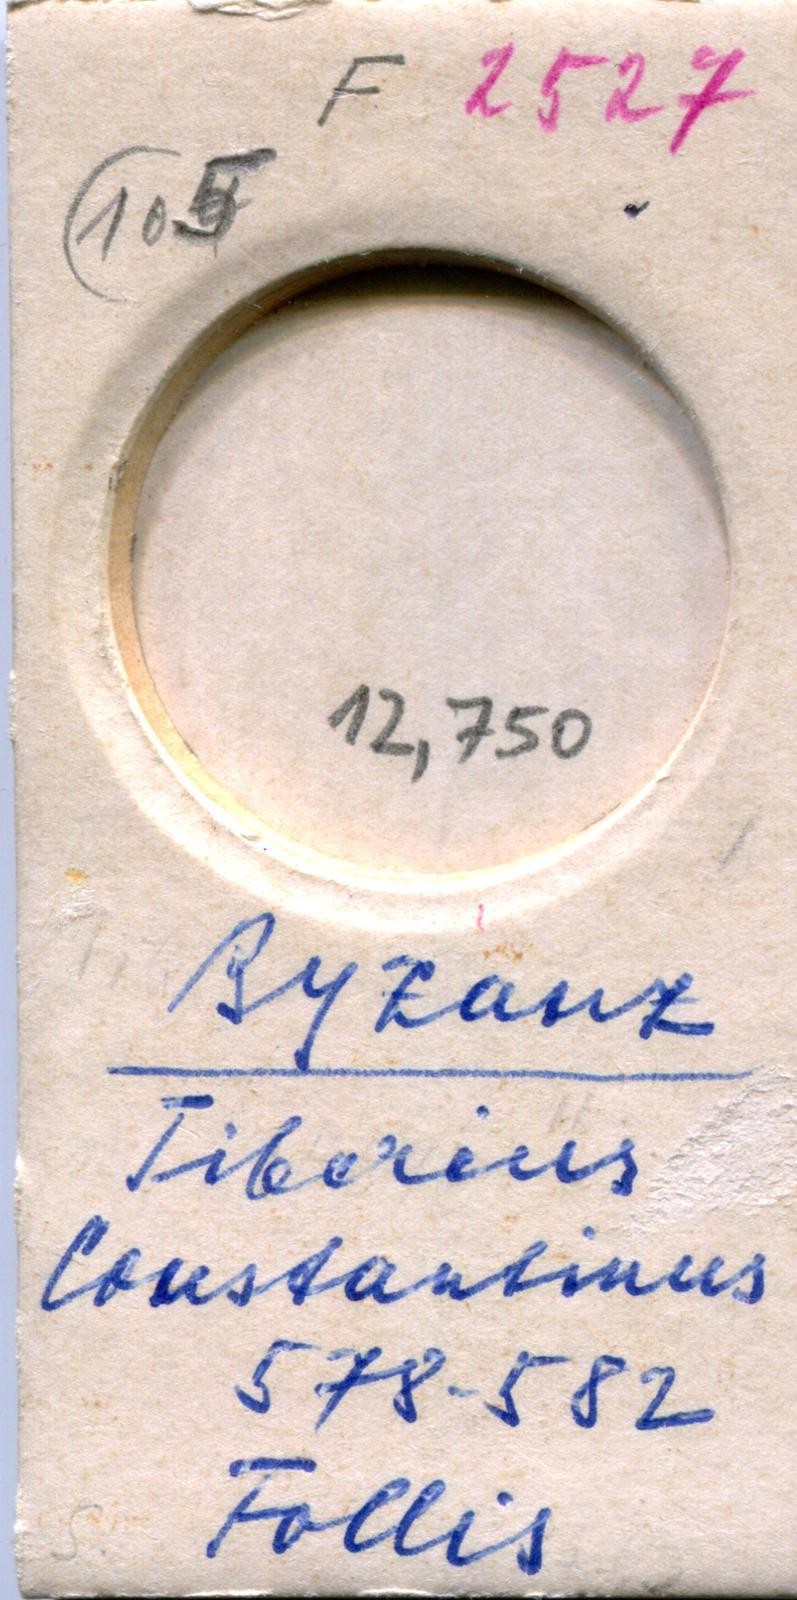 F 2527
(105
12,750
Byzanz
Tiberius
Constantinus
578-582
Follis
S.